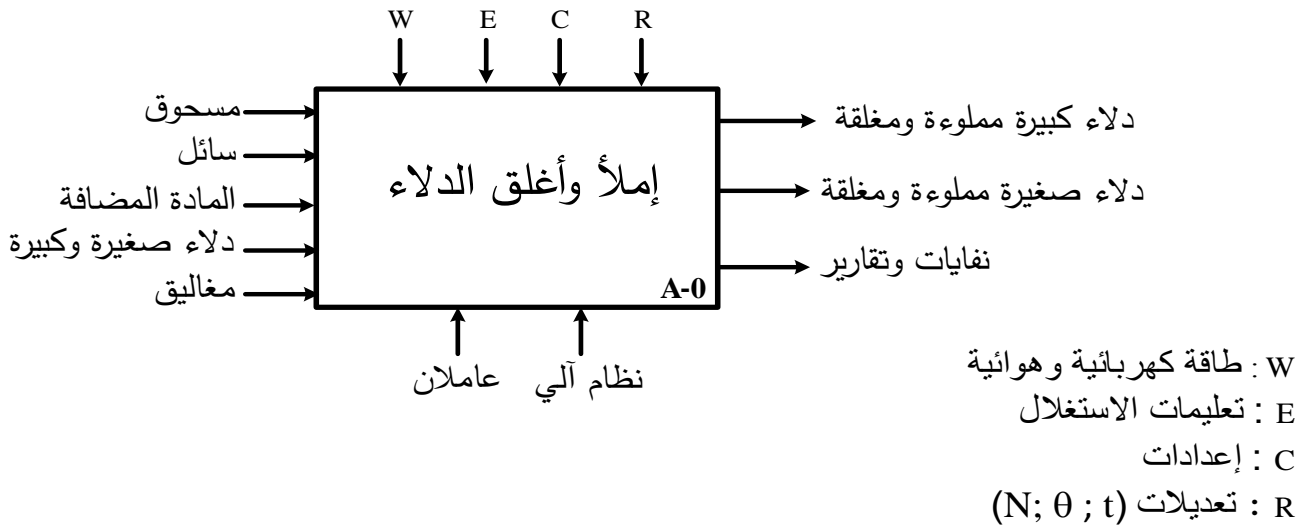 W E C R
مسحوق
سائل
المادة المضافة
دلاء صغيرة وكبيرة
مغاليق
إملأ وأغلق الدلاء
A-0
دلاء كبيرة مملوءة ومغلقة
دلاء صغيرة مملوءة ومغلقة
نفايات وتقارير
عاملان
نظام آلي
W : طاقة كهربائية وهوائية
E : تعليمات الاستغلال
C : إعدادات
R : تعديلات (N; θ ; t)